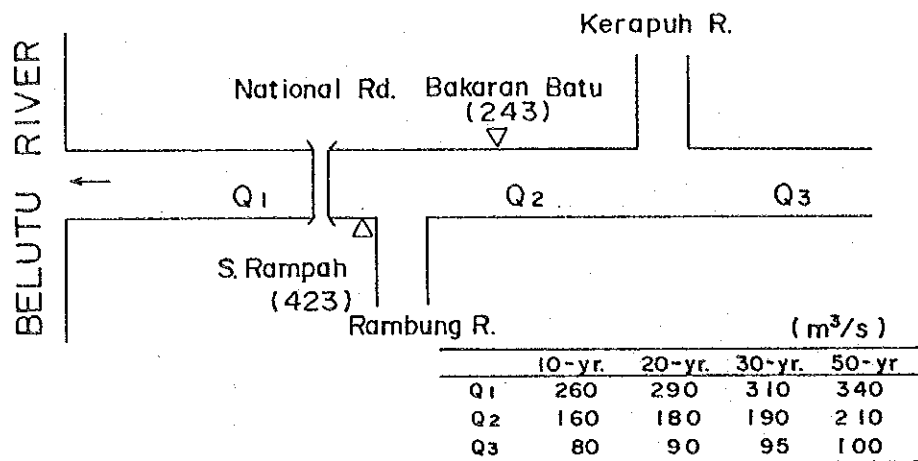 Kerapuh R.
BELUTU RIVER
National Rd. Bakaran Batu
(243)
Q1 Q2 Q3
S. Rampah
(423)
Rambung R.
(m³/s)
10-yr. 20-yr. 30-yr. 50-yr
Q1 260 290 310 340
Q2 160 180 190 210
Q3 80 90 95 100